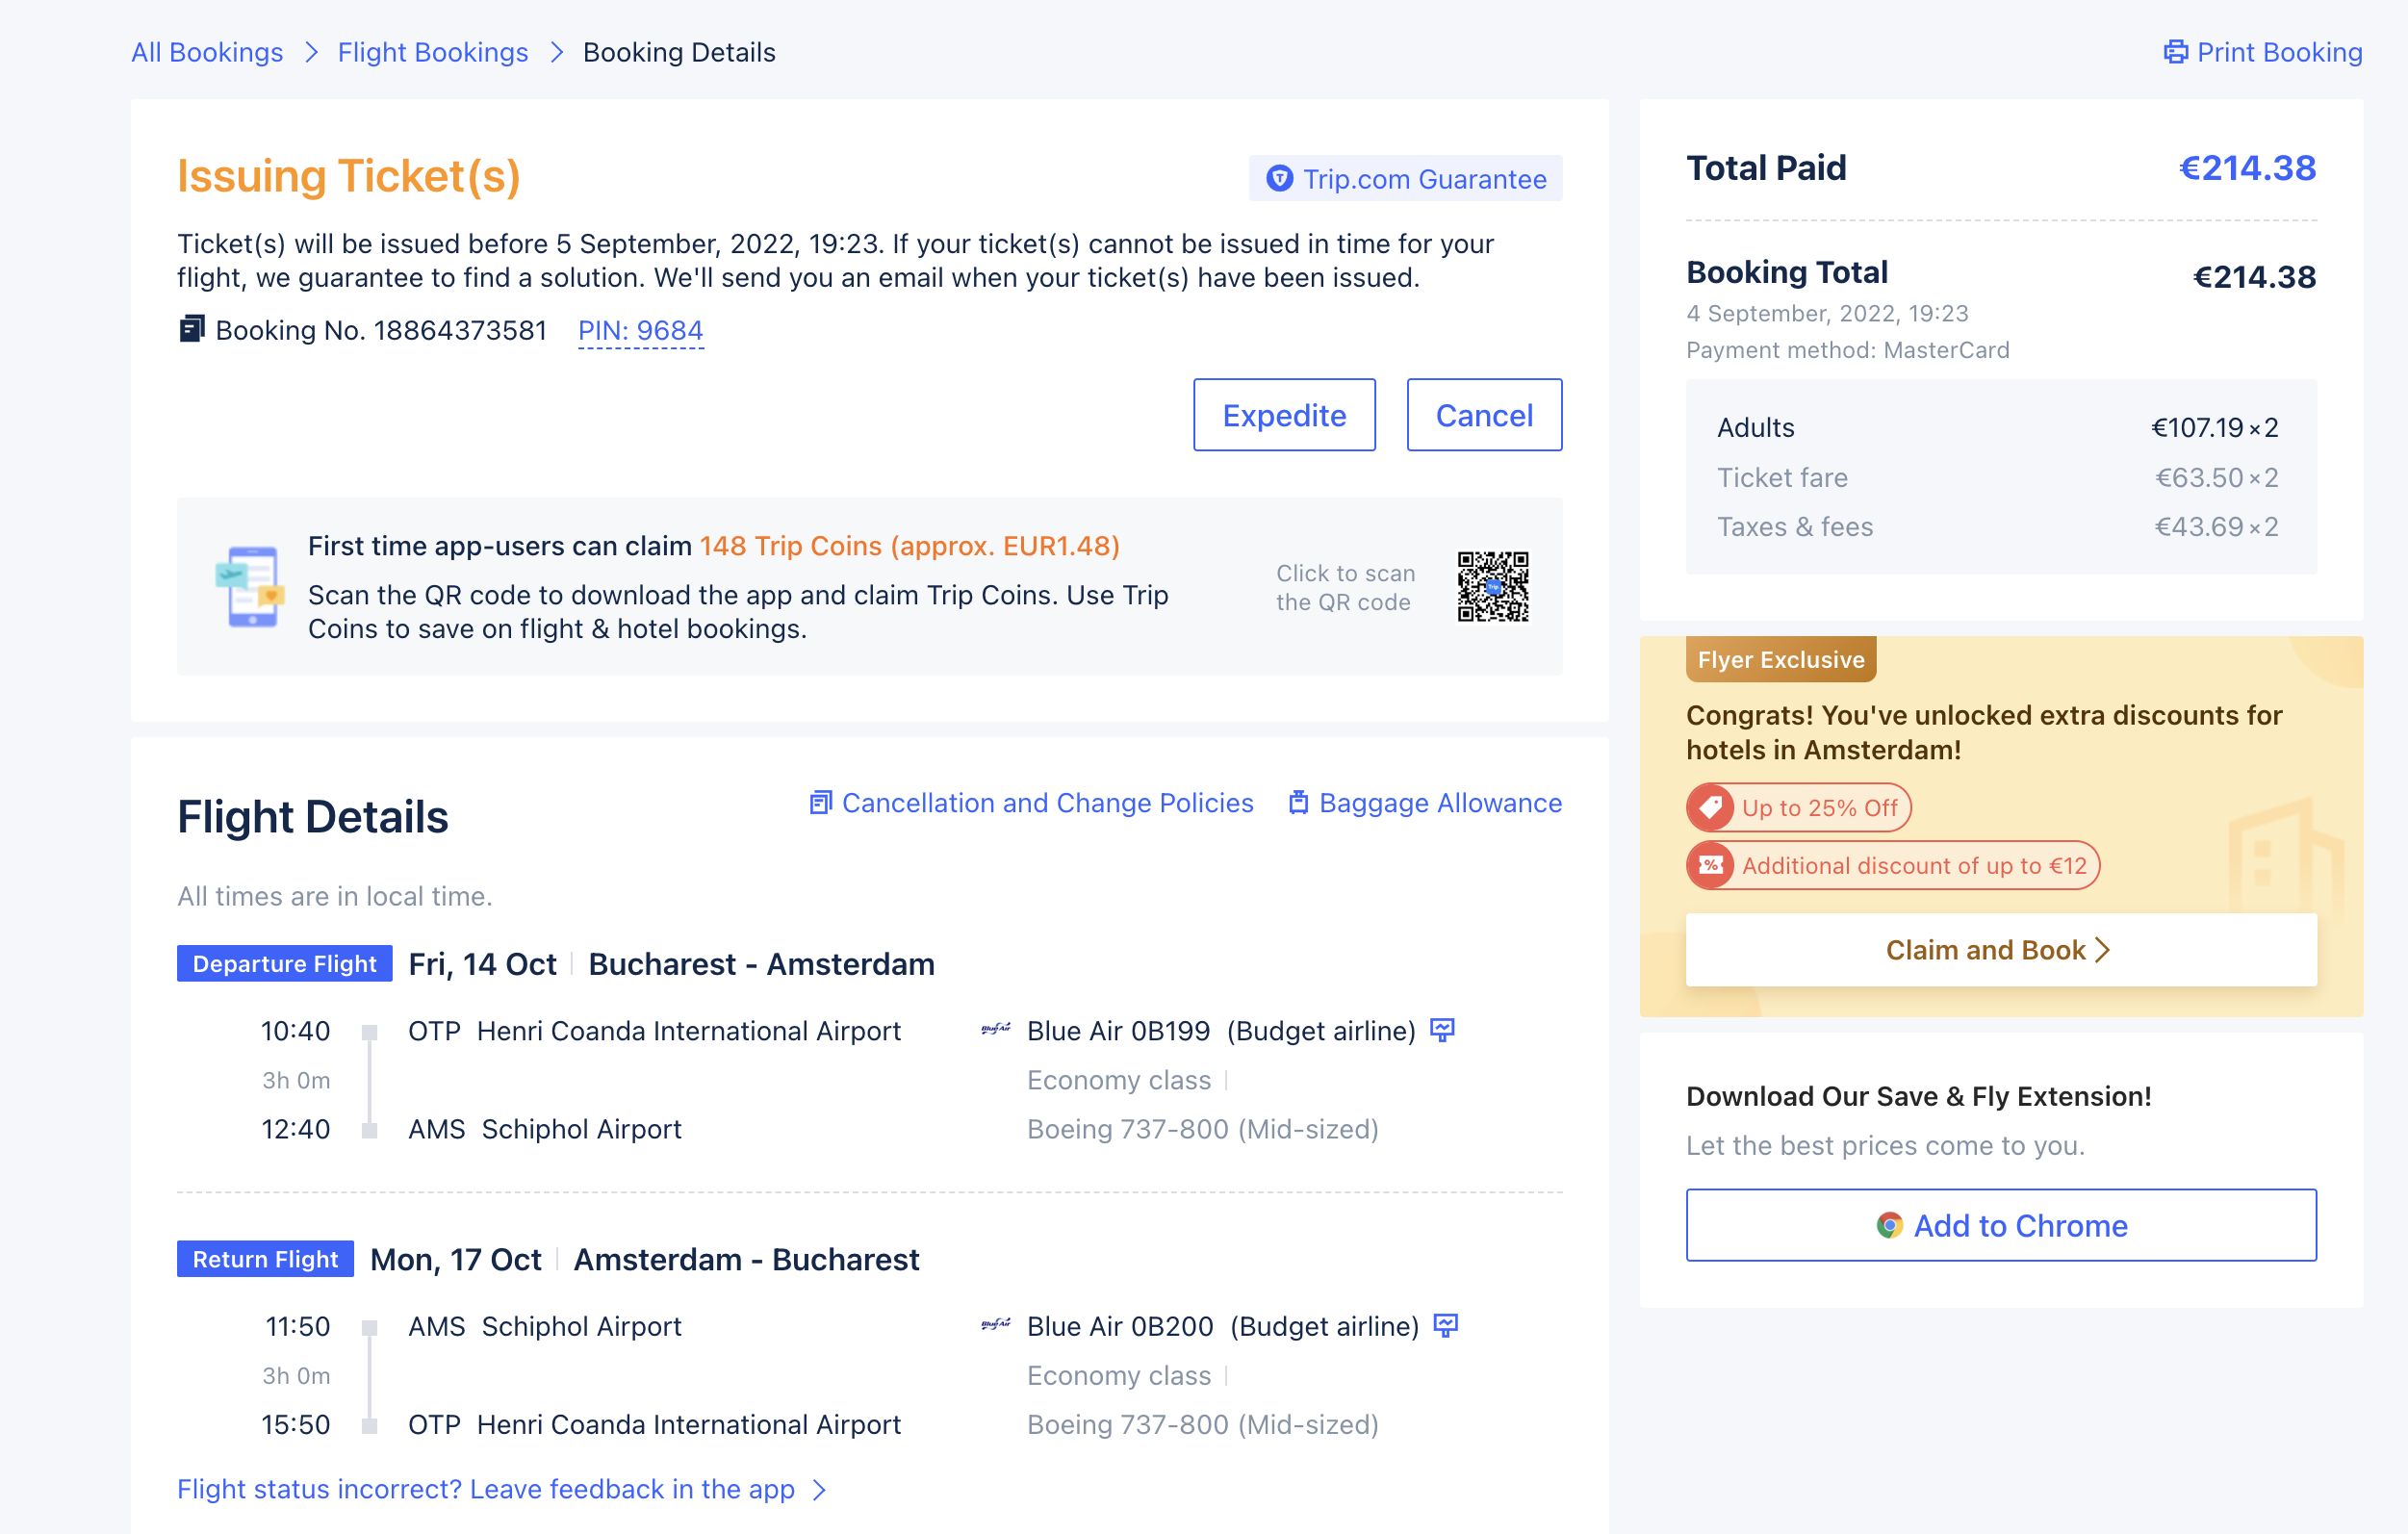 All Bookings > Flight Bookings > Booking Details
Print Booking
Issuing Ticket(s)
Trip.com Guarantee
Ticket(s) will be issued before 5 September, 2022, 19:23. If your ticket(s) cannot be issued in time for your
flight, we guarantee to find a solution. We'll send you an email when your ticket(s) have been issued.
Booking No. 18864373581 PIN: 9684
Expedite Cancel
First time app-users can claim 148 Trip Coins (approx. EUR1.48)
Scan the QR code to download the app and claim Trip Coins. Use Trip
Coins to save on flight & hotel bookings.
Click to scan
the QR code
Flight Details
Cancellation and Change Policies Baggage Allowance
All times are in local time.
Departure Flight Fri, 14 Oct | Bucharest - Amsterdam
10:40 OTP Henri Coanda International Airport Blue Air 0B199 (Budget airline)
3h 0m Economy class
12:40 AMS Schiphol Airport Boeing 737-800 (Mid-sized)
Return Flight Mon, 17 Oct | Amsterdam - Bucharest
11:50 AMS Schiphol Airport Blue Air 0B200 (Budget airline)
3h 0m Economy class
15:50 OTP Henri Coanda International Airport Boeing 737-800 (Mid-sized)
Flight status incorrect? Leave feedback in the app >
Total Paid €214.38
Booking Total €214.38
4 September, 2022, 19:23
Payment method: MasterCard
Adults €107.19×2
Ticket fare €63.50×2
Taxes & fees €43.69×2
Flyer Exclusive
Congrats! You've unlocked extra discounts for
hotels in Amsterdam!
Up to 25% Off
% Additional discount of up to €12
Claim and Book >
Download Our Save & Fly Extension!
Let the best prices come to you.
Add to Chrome